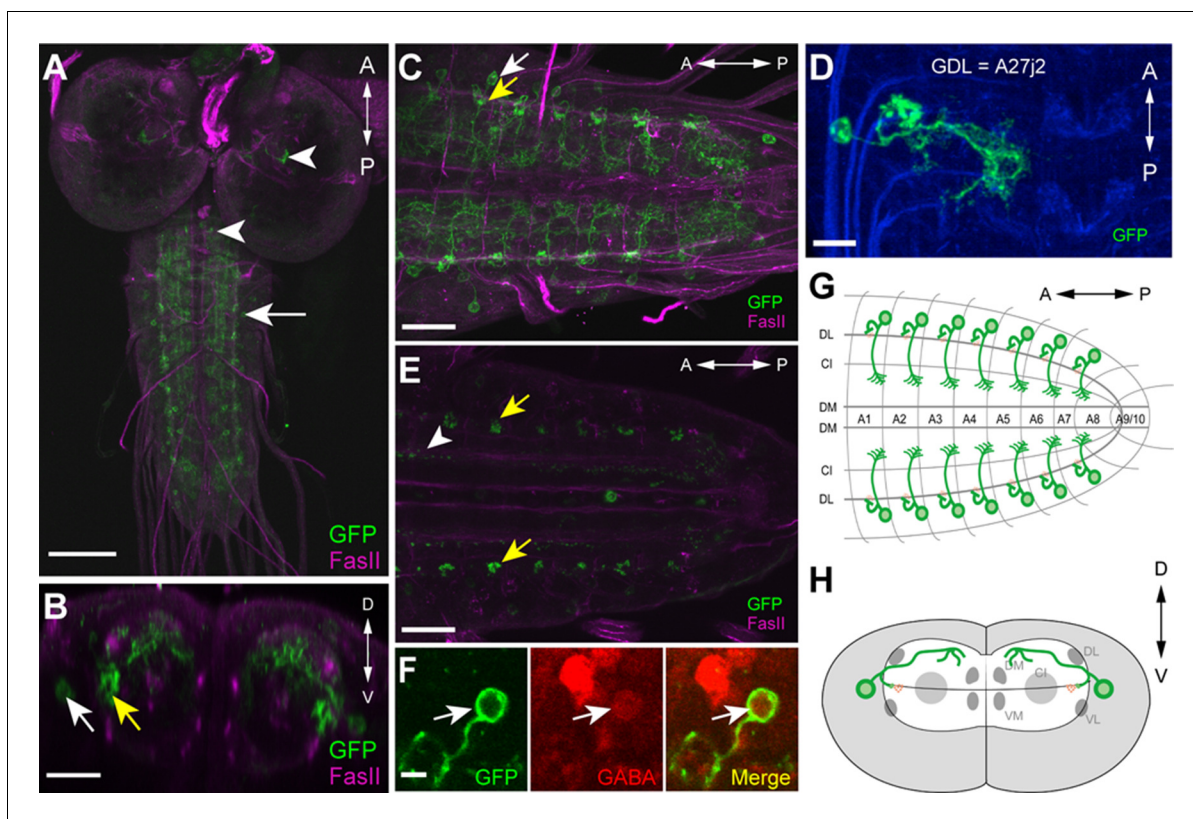 A
A
P
GFP
FasII
B
D
V
GFP
FasII
C
A P
GFP
FasII
D
GDL = A27j2
A
P
GFP
E
A P
GFP
FasII
F
GFP
GABA
Merge
G
A P
DL
CI
DM
DM
CI
DL
A1 A2 A3 A4 A5 A6 A7 A8 A9/10
H
D
V
DL
DM
CI
VM
VL